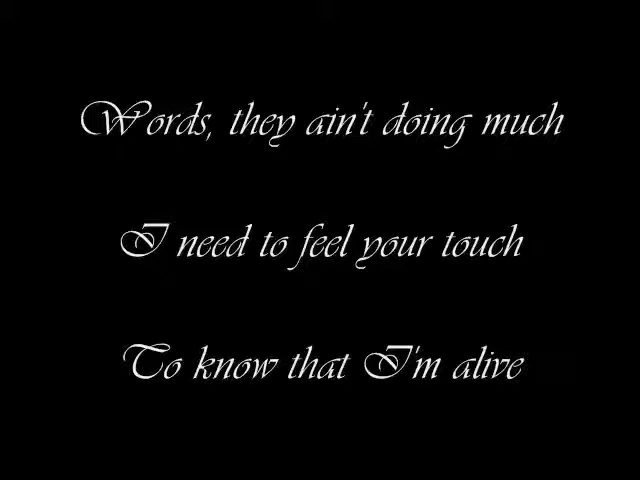 Words, they ain't doing much
I need to feel your touch
To know that I'm alive